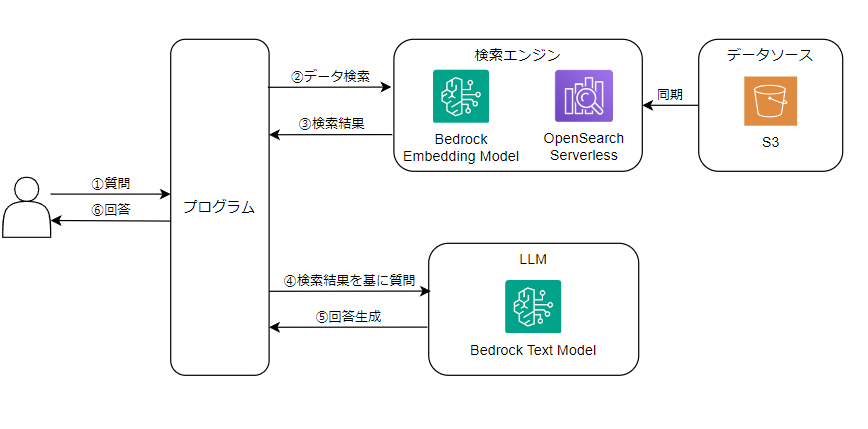 検索エンジン
データソース
②データ検索
Bedrock
Embedding Model
OpenSearch
Serverless
同期
S3
③検索結果
①質問
⑥回答
プログラム
LLM
④検索結果を基に質問
⑤回答生成
Bedrock Text Model